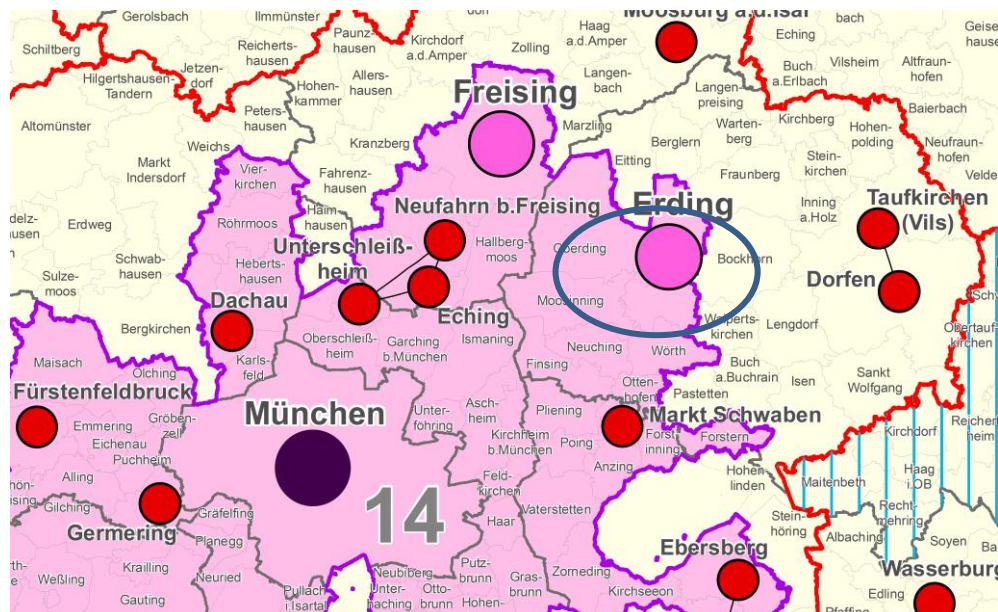 Gerolsbach
Ilmmünster
Paunz-
hausen
Kirchdorf
a.d.Amper
Haag
a.d.Amper
Moosburg a.d.Isar
Eching
bach
Schiltberg
Reicherts-
hausen
Zolling
Buch
a.Erlbach
Vilsheim
Altfraun-
hofen
Hilgertshausen-
Tandern
Jetzen-
dorf
Hohen-
kammer
Allers-
hausen
Freising
Langen-
bach
Langen-
preising
Baierbach
Altomünster
Peters-
hausen
Marzling
Warten-
berg
Kirchberg
Hohen-
polding
Neufraun-
hofen
Weichs
Kranzberg
Berglern
Markt
Indersdorf
Vier-
kirchen
Fahrenz-
hausen
Eitting
Fraunberg
Stein-
kirchen
Velde
Erdweg
Röhrmoos
Haim-
hausen
Neufahrn b.Freising
Erding
Inning
a.Holz
Taufkirchen
(Vils)
Unterschleiß-
heim
Hallberg-
moos
Oberding
Bockhorn
Schwab-
hausen
Heberts-
hausen
Sulze-
moos
Dachau
Eching
Moosinning
Dorfen
Bergkirchen
Oberschleiß-
heim
Garching
b.München
Ismaning
Walperts-
kirchen
Lengdorf
Obertauf-
kirchen
Maisach
Olching
Karls-
feld
Finsing
Neuching
Wörth
Buch
a.Buchrain
Isen
Sankt
Wolfgang
Fürstenfeldbruck
Otten-
hofen
Pastetten
Gröben-
zell
München
Unter-
föhring
Asch-
heim
Pliening
Markt Schwaben
Emmering
Eichenau
Puchheim
Kirchheim
b.München
Poing
Forst-
inning
Forstern
Kirchdorf
Reicherts-
heim
Alling
Feld-
kirchen
Anzing
Hohen
linden
Maitenbeth
Haag
i.OB
Gilching
14
Vaterstetten
Germering
Gräfelfing
Haar
Stein-
höring
Recht-
mehring
Planegg
Ebersberg
Albaching
Soyen
Krailling
Neuried
Pullach
i.Isartal
Neubiberg
Unter-
haching
Otto-
brunn
Putz-
brunn
Hohen-
Gras-
brunn
Zorneding
Kirchseeon
Wasserburg
Weßling
Gauting
Edling
Pfaffing